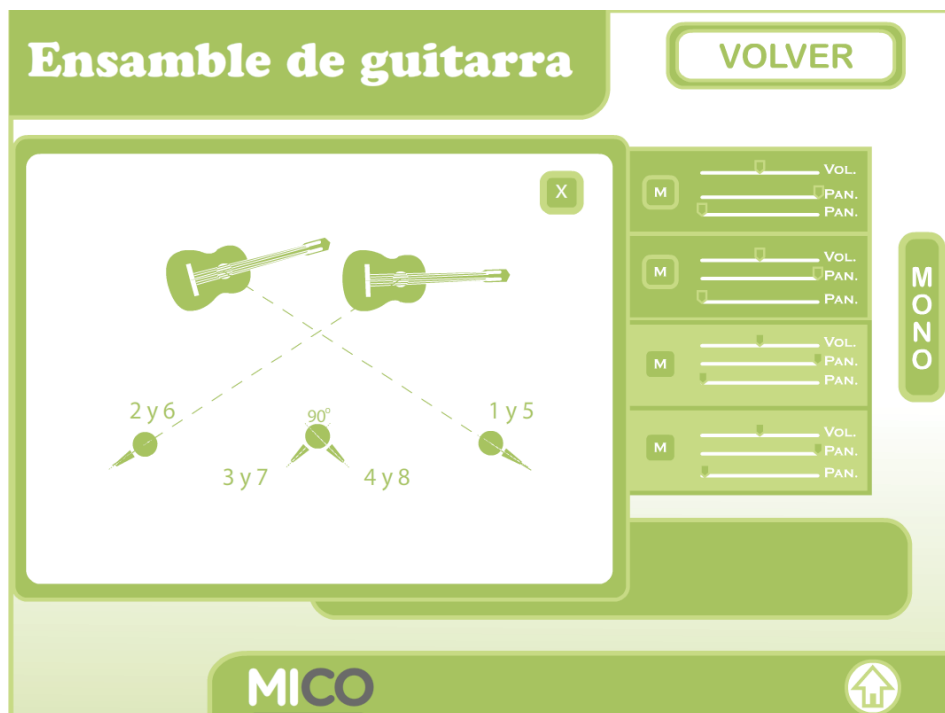 Ensamble de guitarra
VOLVER
X
2 y 6
90°
1 y 5
3 y 7
4 y 8
M
VOL.
PAN.
PAN.
M
VOL.
PAN.
PAN.
M
VOL.
PAN.
PAN.
M
VOL.
PAN.
PAN.
MONO
MICO